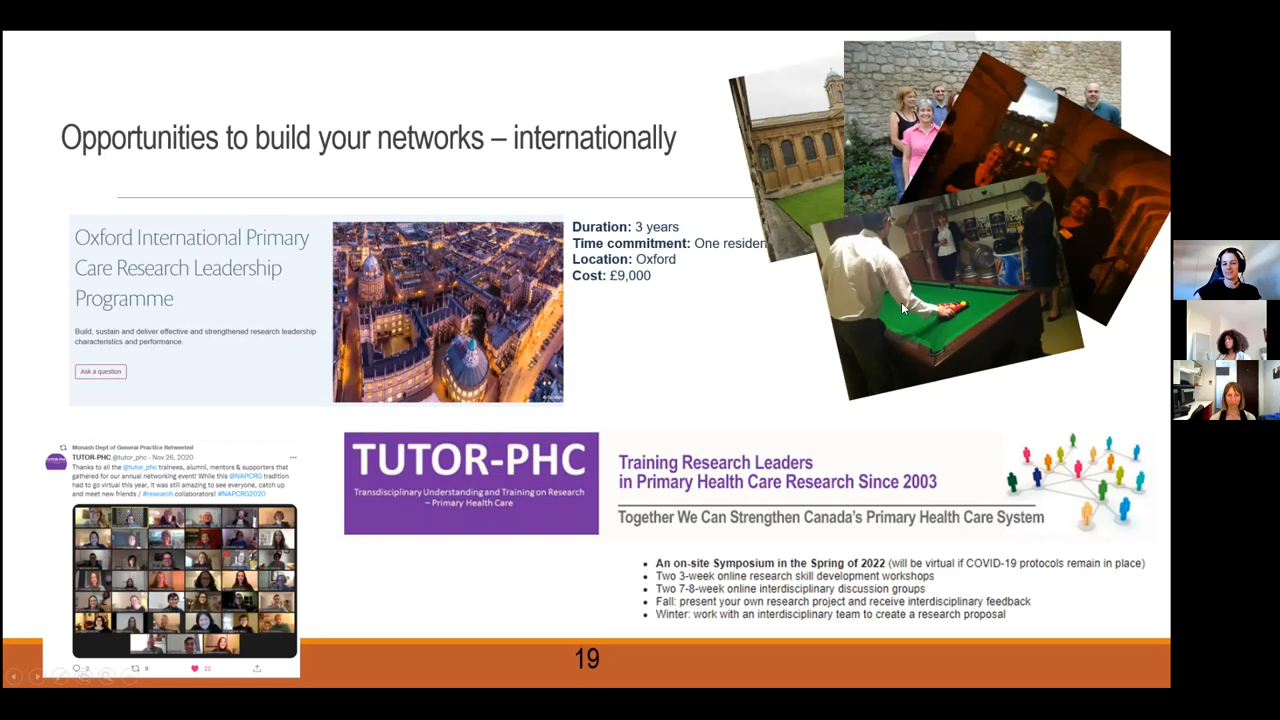 Opportunities to build your networks – internationally
Oxford International Primary
Care Research Leadership
Programme
Build, sustain and deliver effective and strengthened research leadership
characteristics and performance.
Ask a question
Duration: 3 years
Time commitment: One residen
Location: Oxford
Cost: £9,000
Monash Dept of General Practice Retweeted
TUTOR-PHC @tutor_phc · Nov 26, 2020
Thanks to all the @tutor_phc trainees, alumni, mentors & supporters that
gathered for our annual networking event! While this @NAPCRG tradition
had to go virtual this year, it was still amazing to see everyone, catch up
and meet new friends / #research collaborators! #NAPCRG2020
2
8
22
TUTOR-PHC
Transdisciplinary Understanding and Training on Research
– Primary Health Care
Training Research Leaders
in Primary Health Care Research Since 2003
Together We Can Strengthen Canada's Primary Health Care System
• An on-site Symposium in the Spring of 2022 (will be virtual if COVID-19 protocols remain in place)
• Two 3-week online research skill development workshops
• Two 7-8-week online interdisciplinary discussion groups
• Fall: present your own research project and receive interdisciplinary feedback
• Winter: work with an interdisciplinary team to create a research proposal
19